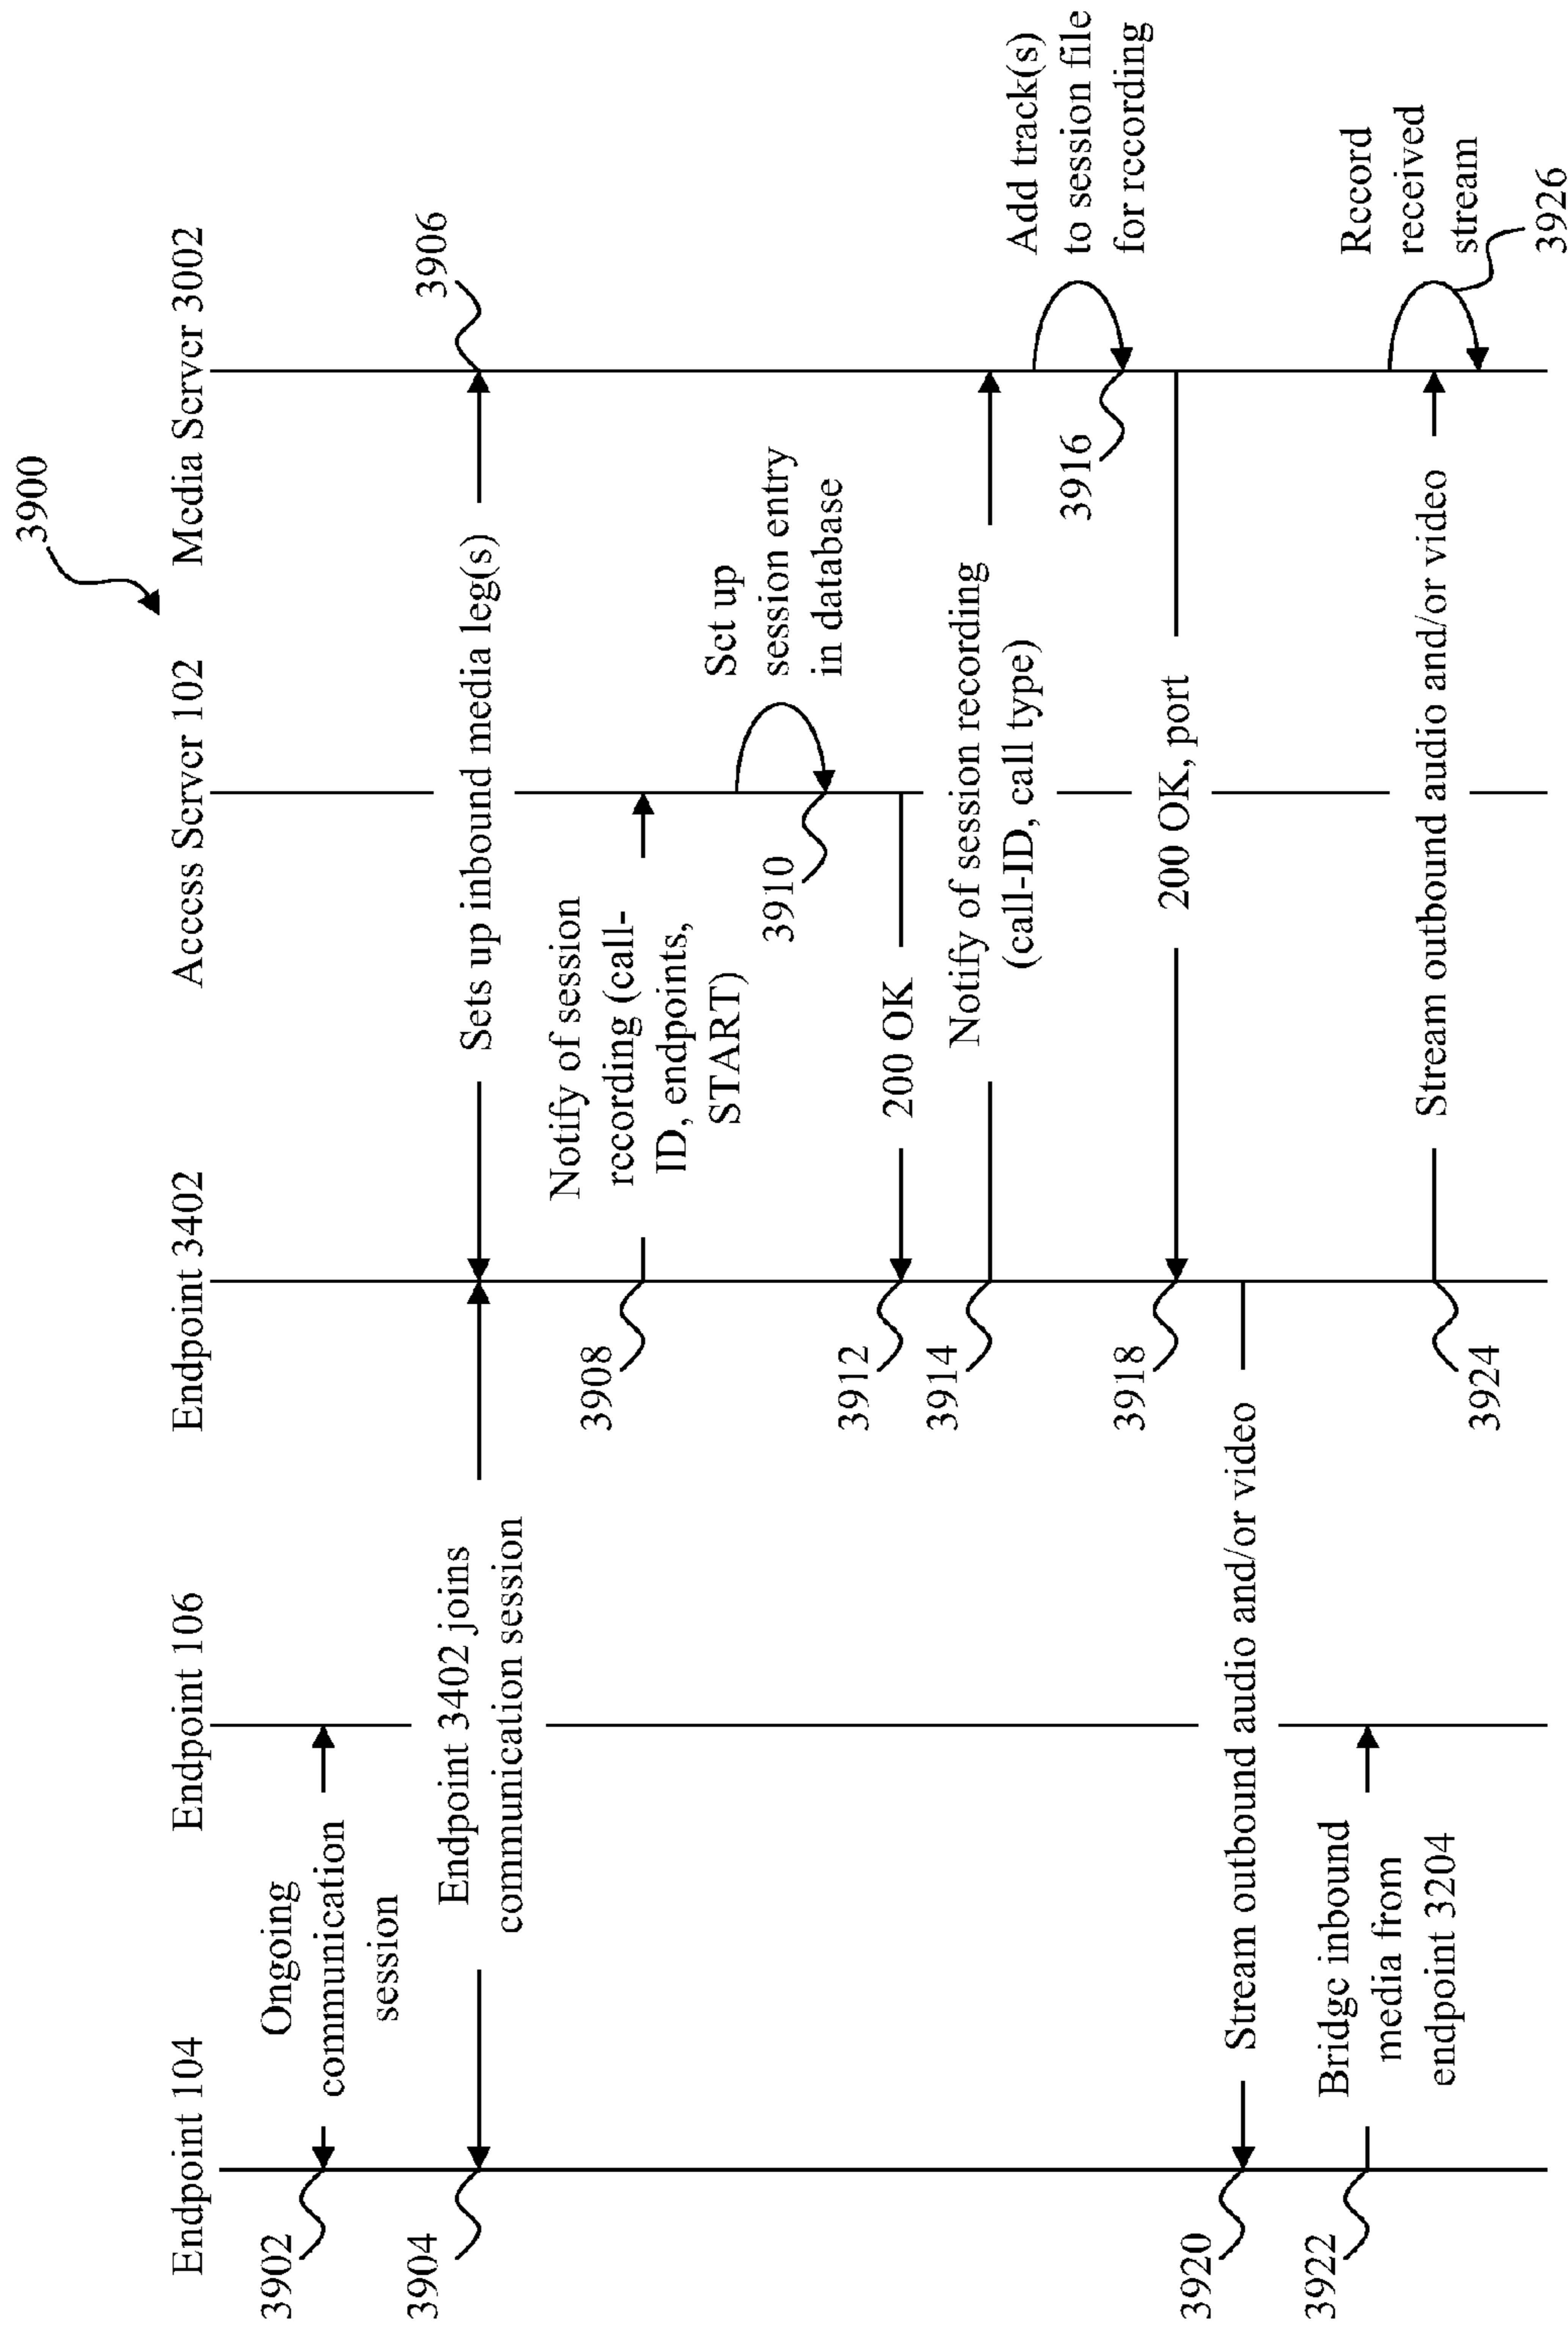 3900
Endpoint 104
Endpoint 106
Endpoint 3402
Access Server 102
Media Server 3002
3902
Ongoing
communication
session
3904
Endpoint 3402 joins
communication session
Sets up inbound media leg(s)
3906
3908
Notify of session
recording (call-
ID, endpoints,
START)
Set up
session entry
in database
3910
3912
200 OK
3914
Notify of session recording
(call-ID, call type)
Add track(s)
to session file
for recording
3916
3918
200 OK, port
3920
Stream outbound audio and/or video
3922
Bridge inbound
media from
endpoint 3204
3924
Stream outbound audio and/or video
Record
received
stream
3926